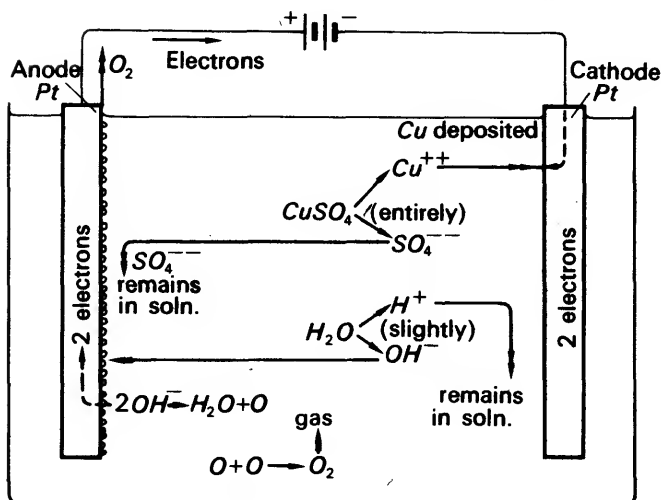 + −
Electrons
Anode
Pt
O₂
Cathode
Pt
Cu deposited
Cu⁺⁺
CuSO₄ (entirely)
SO₄⁻⁻
SO₄⁻⁻
remains
in soln.
2 electrons
2 electrons
H⁺
H₂O (slightly)
OH⁻
remains
in soln.
2OH⁻ H₂O+O
gas
O+O O₂